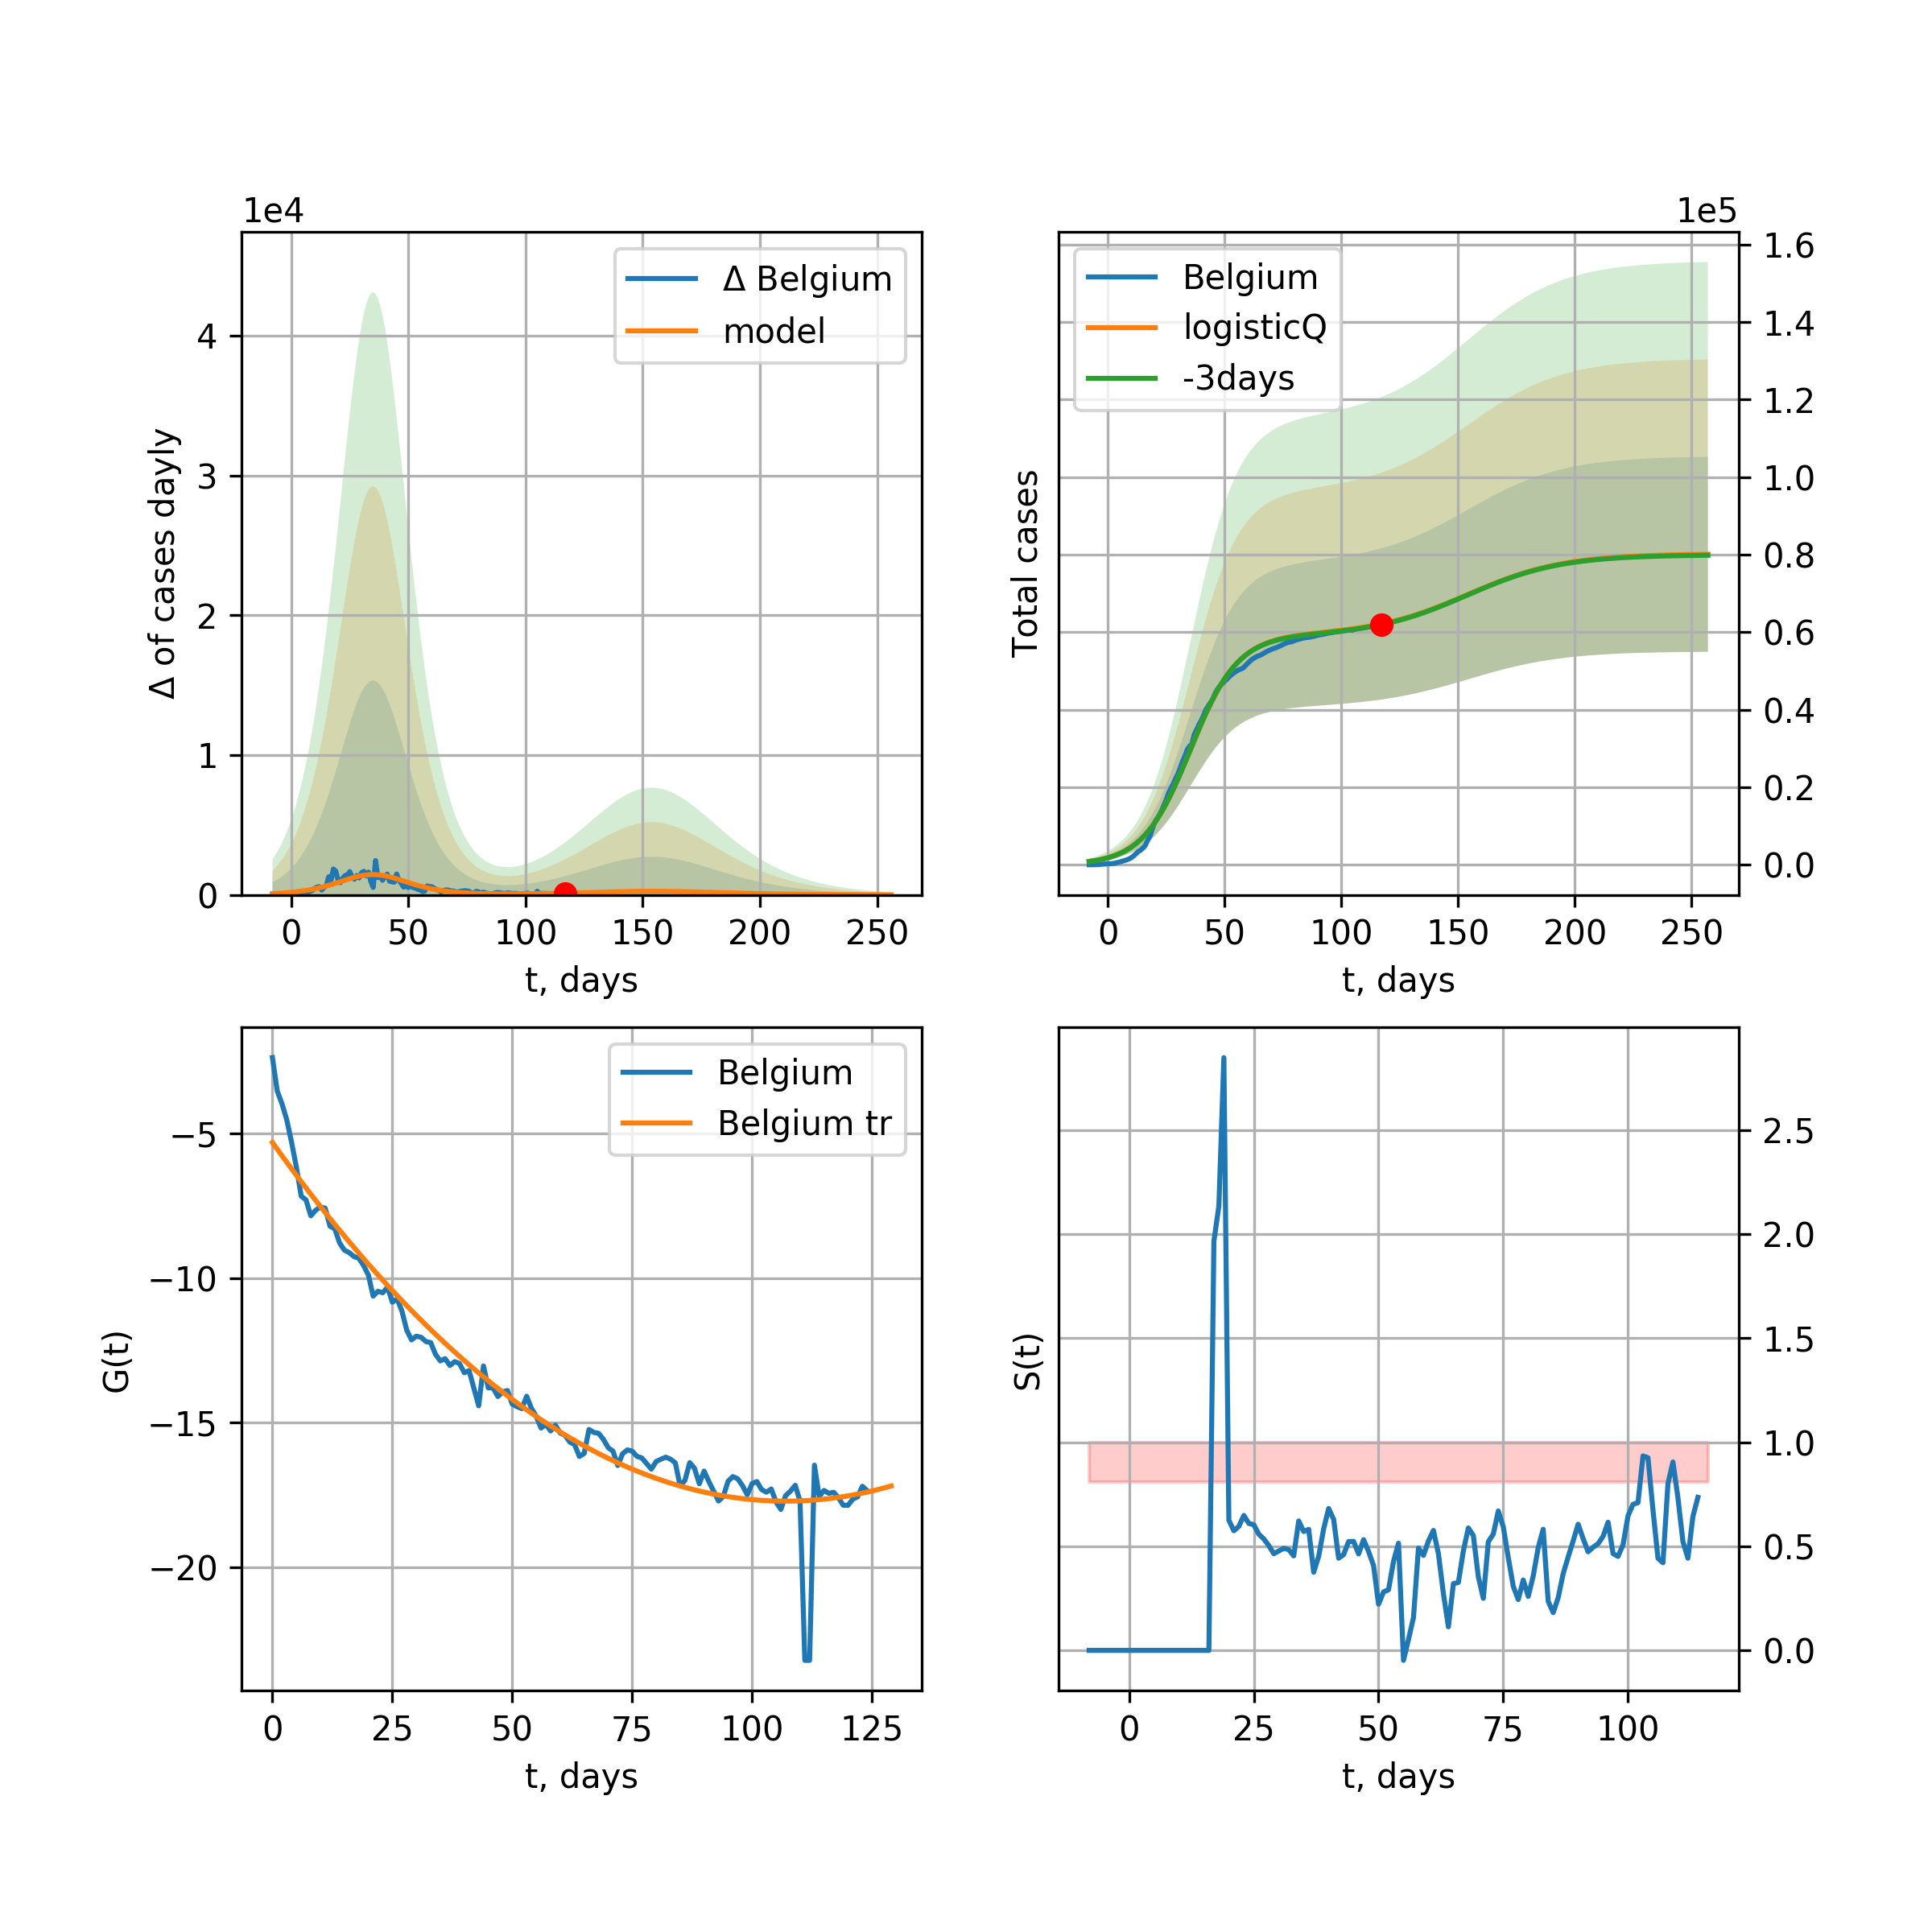 1e4
Δ Belgium
model
Δ of cases dayly
4
3
2
1
0
0 50 100 150 200 250
t, days
1e5
Belgium
logisticQ
-3days
Total cases
1.6
1.4
1.2
1.0
0.8
0.6
0.4
0.2
0.0
0 50 100 150 200 250
t, days
Belgium
Belgium tr
G(t)
−5
−10
−15
−20
0 25 50 75 100 125
t, days
S(t)
2.5
2.0
1.5
1.0
0.5
0.0
0 25 50 75 100
t, days